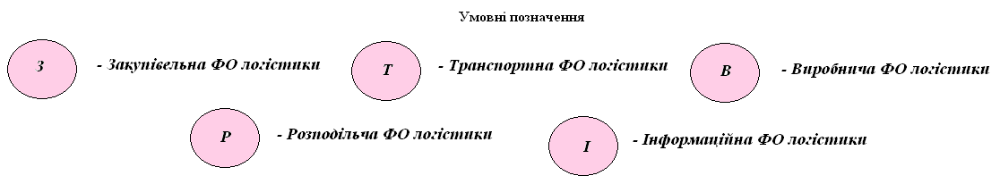 Умовні позначення
З - Закупівельна ФО логістики
Т - Транспортна ФО логістики
В - Виробнича ФО логістики
Р - Розподільча ФО логістики
І - Інформаційна ФО логістики